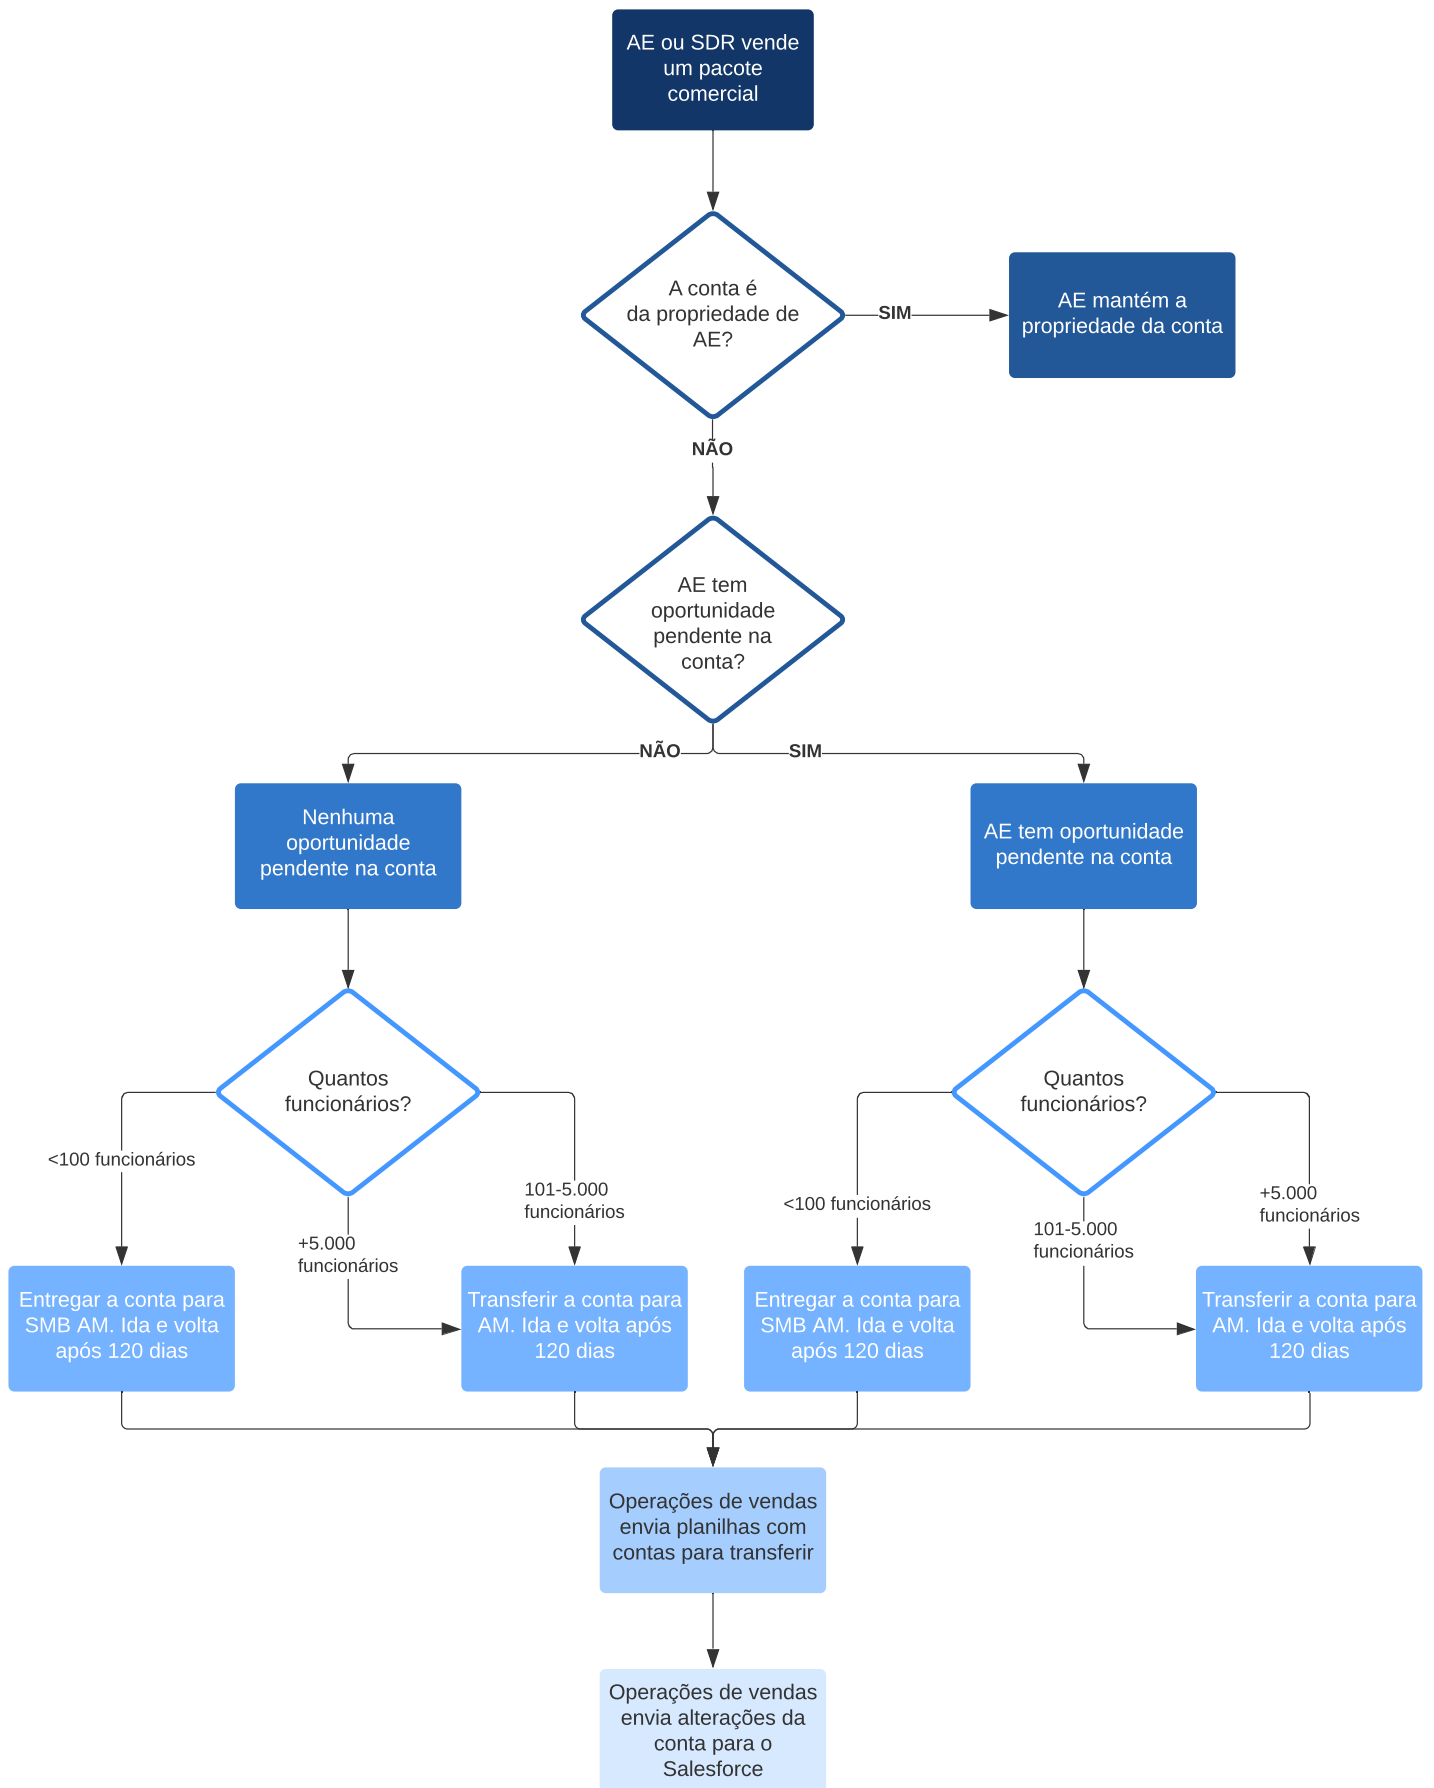 AE ou SDR vende
um pacote
comercial
A conta é
da propriedade de
AE?
SIM
AE mantém a
propriedade da conta
NÃO
AE tem
oportunidade
pendente na
conta?
NÃO
SIM
Nenhuma
oportunidade
pendente na conta
AE tem oportunidade
pendente na conta
Quantos
funcionários?
Quantos
funcionários?
<100 funcionários
+5.000
funcionários
101-5.000
funcionários
<100 funcionários
101-5.000
funcionários
+5.000
funcionários
Entregar a conta para
SMB AM. Ida e volta
após 120 dias
Transferir a conta para
AM. Ida e volta após
120 dias
Entregar a conta para
SMB AM. Ida e volta
após 120 dias
Transferir a conta para
AM. Ida e volta após
120 dias
Operações de vendas
envia planilhas com
contas para transferir
Operações de vendas
envia alterações da
conta para o
Salesforce